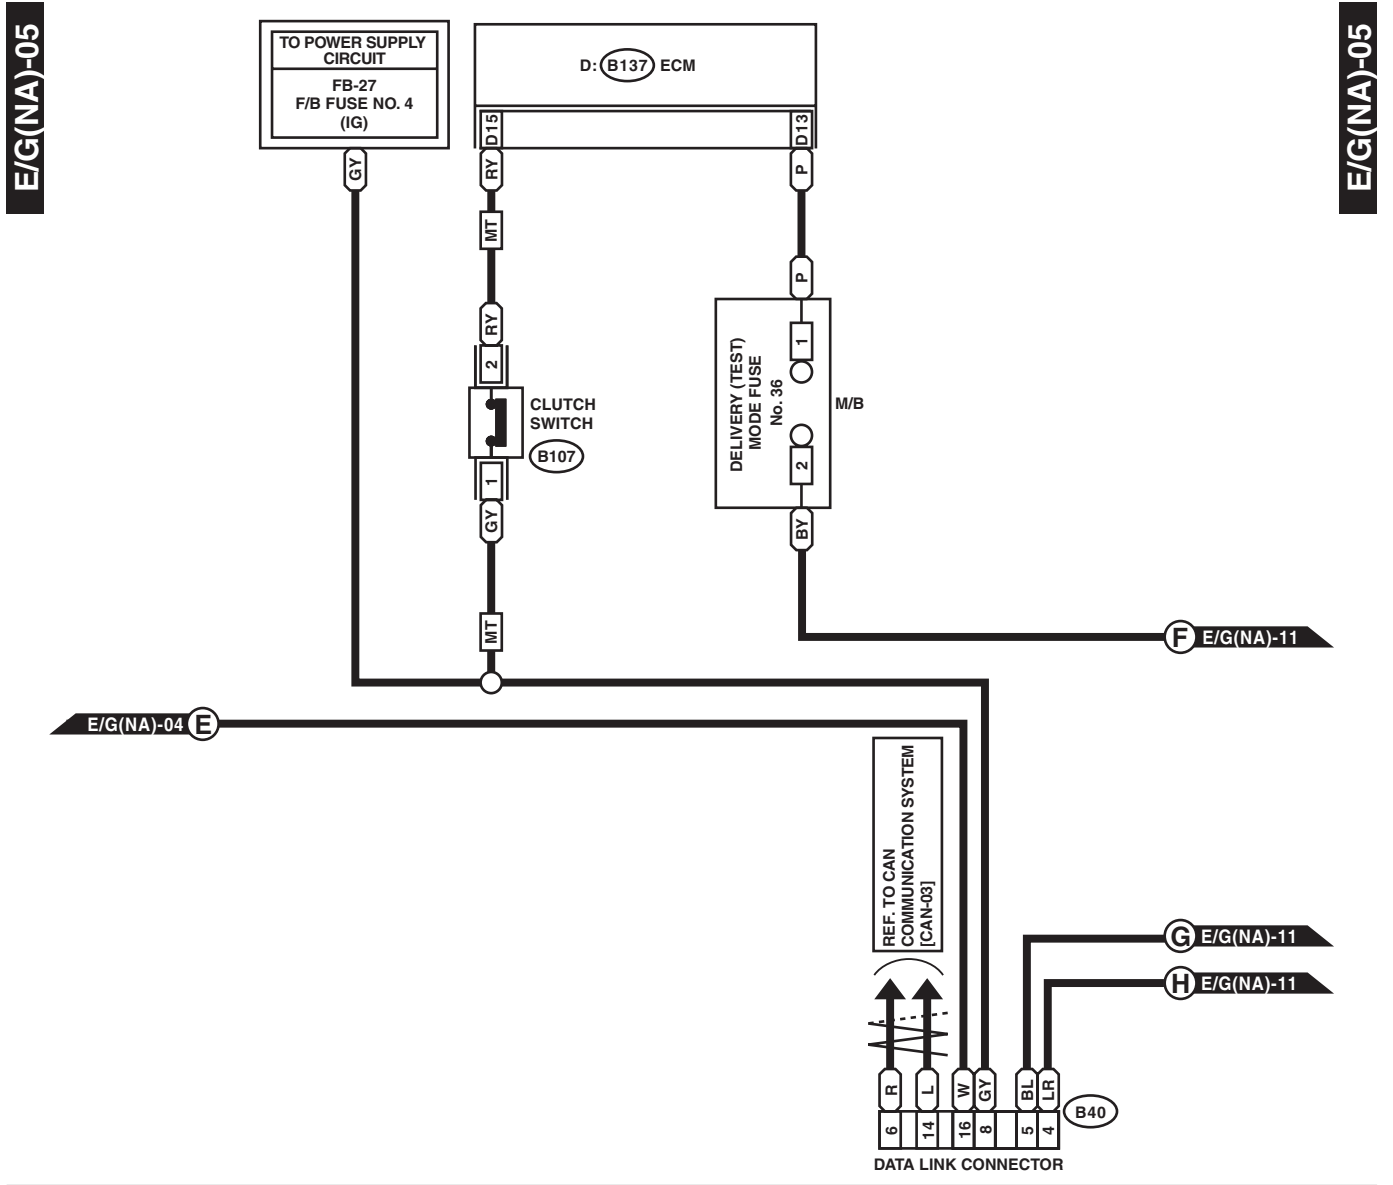 E/G(NA)-05
E/G(NA)-05
TO POWER SUPPLY
CIRCUIT
FB-27
F/B FUSE NO. 4
(IG)
D: B137 ECM
D15
D13
GY
RY
P
MT
P
RY
2
CLUTCH
SWITCH
B107
1
GY
MT
DELIVERY (TEST)
MODE FUSE
No. 36
1
2
M/B
BY
F E/G(NA)-11
E/G(NA)-04 E
REF. TO CAN
COMMUNICATION SYSTEM
[CAN-03]
G E/G(NA)-11
H E/G(NA)-11
R
L
W
GY
BL
LR
B40
6
14
16
8
5
4
DATA LINK CONNECTOR